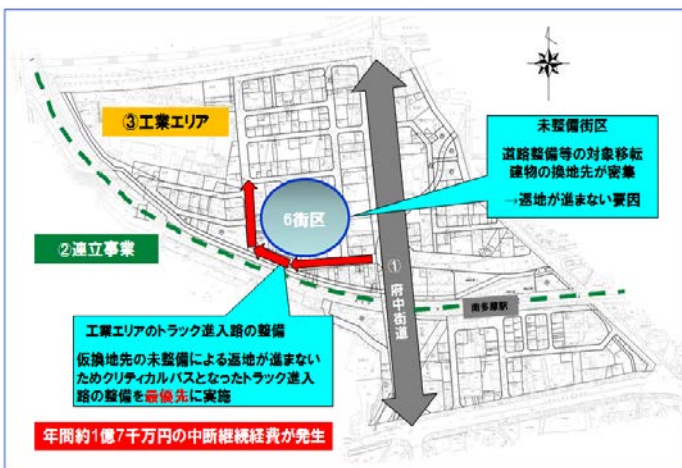 ③工業エリア
未整備街区
道路整備等の対象移転
建物の換地先が密集
→返地が進まない要因
6街区
②連立事業
①府中街道
南多摩駅
工業エリアのトラック進入路の整備
仮換地先の未整備による返地が進まない
ためクリティカルパスとなったトラック進入
路の整備を最優先に実施
年間約1億7千万円の中断継続経費が発生